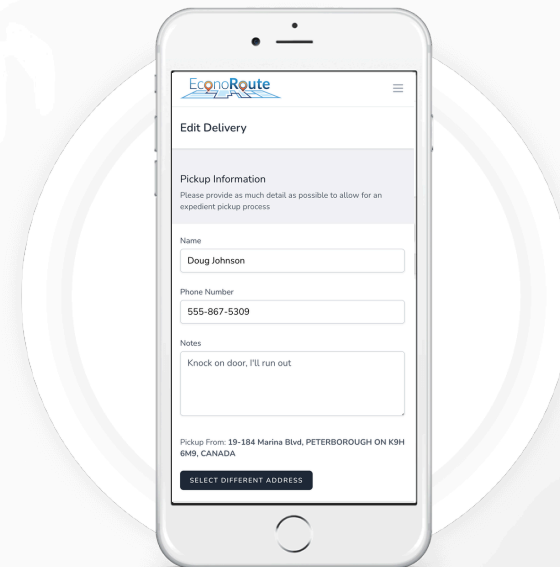 EconoRoute
Edit Delivery
Pickup Information
Please provide as much detail as possible to allow for an
expedient pickup process
Name
Doug Johnson
Phone Number
555-867-5309
Notes
Knock on door, I'll run out
Pickup From: 19-184 Marina Blvd, PETERBOROUGH ON K9H
6M9, CANADA
SELECT DIFFERENT ADDRESS